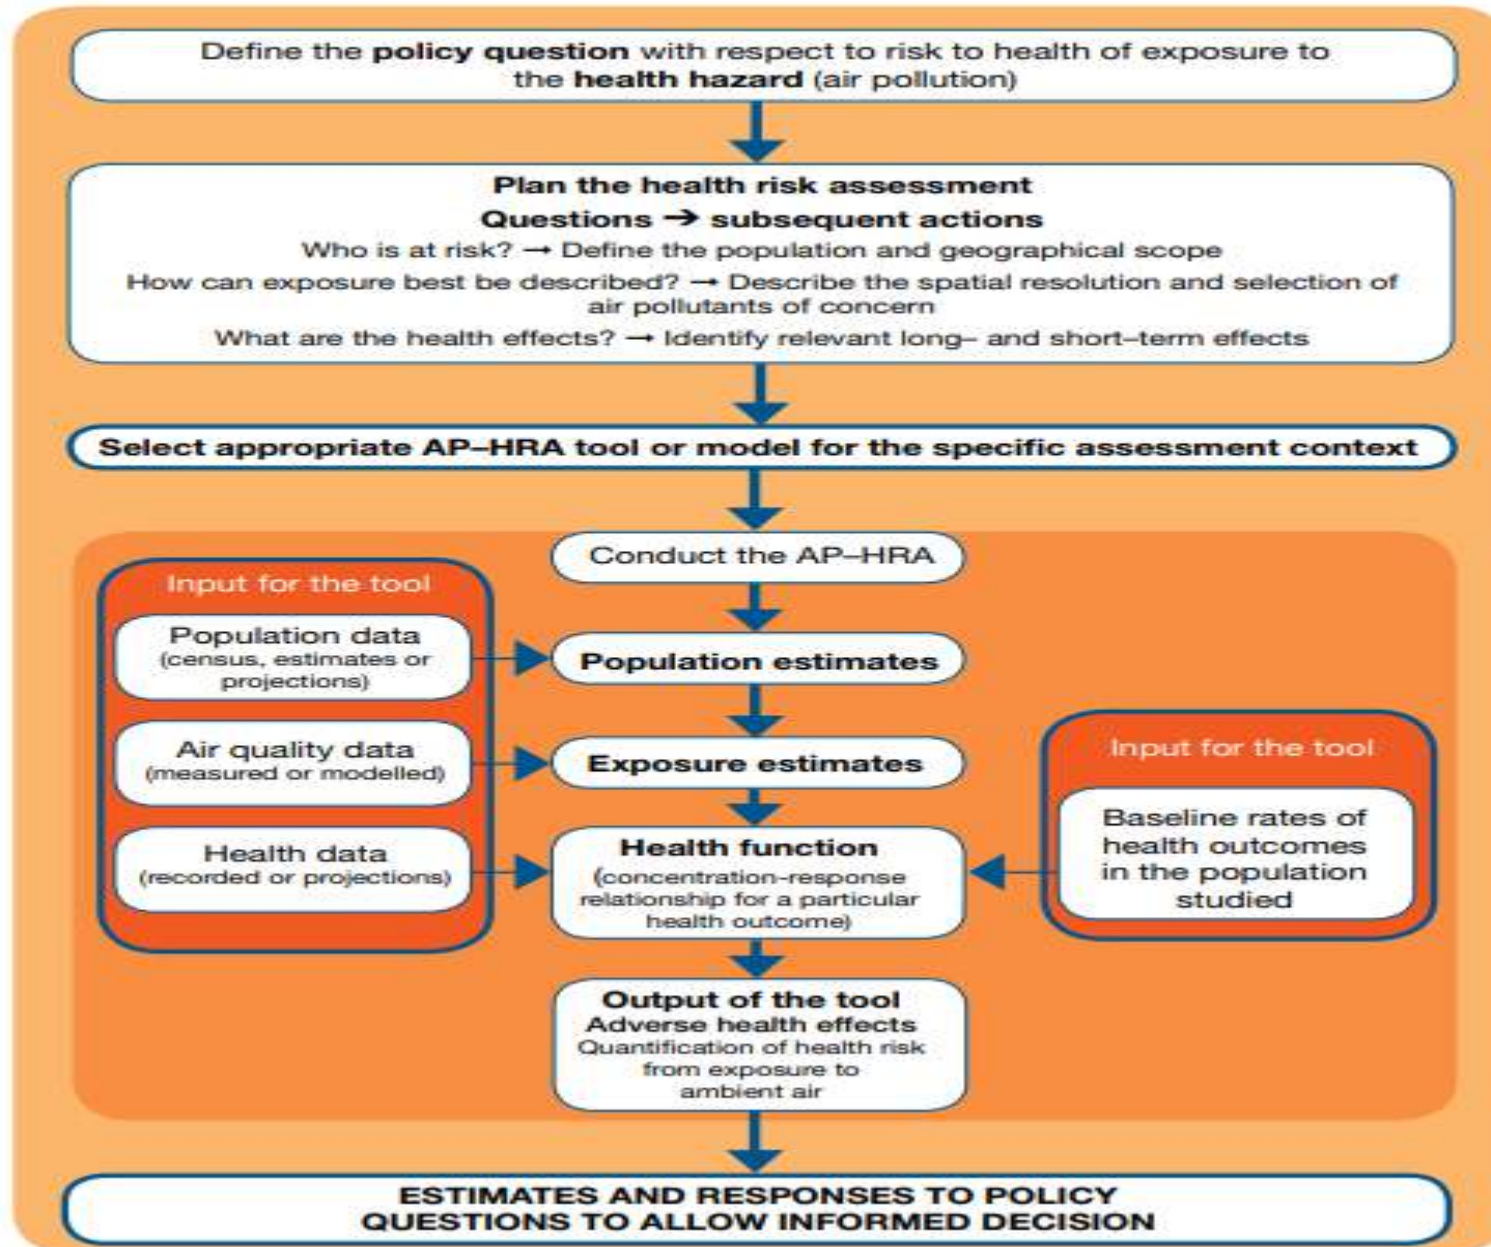 Define the policy question with respect to risk to health of exposure to
the health hazard (air pollution)
Plan the health risk assessment
Questions ➔ subsequent actions
Who is at risk? → Define the population and geographical scope
How can exposure best be described? → Describe the spatial resolution and selection of
air pollutants of concern
What are the health effects? → Identify relevant long– and short–term effects
Select appropriate AP–HRA tool or model for the specific assessment context
Conduct the AP–HRA
Input for the tool
Population data
(census, estimates or
projections)
Population estimates
Air quality data
(measured or modelled)
Exposure estimates
Health data
(recorded or projections)
Health function
(concentration-response
relationship for a particular
health outcome)
Input for the tool
Baseline rates of
health outcomes
in the population
studied
Output of the tool
Adverse health effects
Quantification of health risk
from exposure to
ambient air
ESTIMATES AND RESPONSES TO POLICY
QUESTIONS TO ALLOW INFORMED DECISION